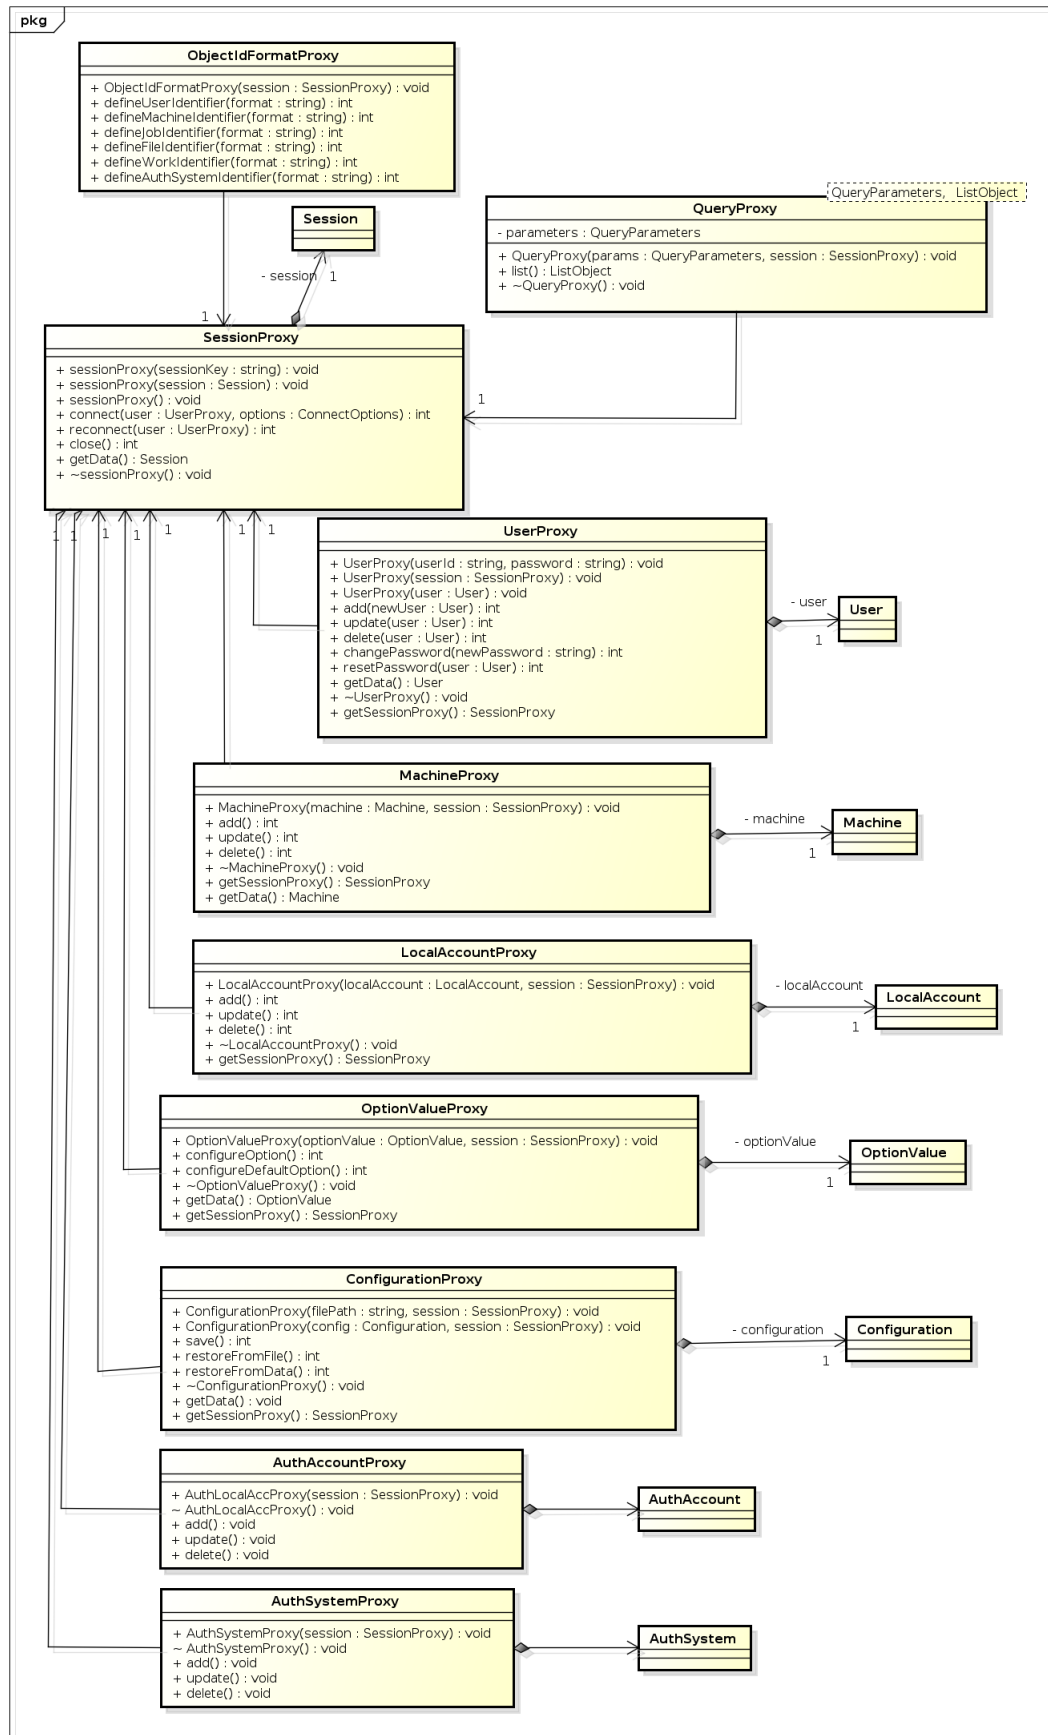 pkg
ObjectIdFormatProxy
+ ObjectIdFormatProxy(session : SessionProxy) : void
+ defineUserIdentifier(format : string) : int
+ defineMachineIdentifier(format : string) : int
+ defineJobIdentifier(format : string) : int
+ defineFileIdentifier(format : string) : int
+ defineWorkIdentifier(format : string) : int
+ defineAuthSystemIdentifier(format : string) : int
QueryParameters, ListObject
QueryProxy
- parameters : QueryParameters
+ QueryProxy(params : QueryParameters, session : SessionProxy) : void
+ list() : ListObject
+ ~QueryProxy() : void
Session
- session
1
1
1
SessionProxy
+ sessionProxy(sessionKey : string) : void
+ sessionProxy(session : Session) : void
+ sessionProxy() : void
+ connect(user : UserProxy, options : ConnectOptions) : int
+ reconnect(user : UserProxy) : int
+ close() : int
+ getData() : Session
+ ~sessionProxy() : void
1 1 1 1 1 1 1
UserProxy
+ UserProxy(userId : string, password : string) : void
+ UserProxy(session : SessionProxy) : void
+ UserProxy(user : User) : void
+ add(newUser : User) : int
+ update(user : User) : int
+ delete(user : User) : int
+ changePassword(newPassword : string) : int
+ resetPassword(user : User) : int
+ getData() : User
+ ~UserProxy() : void
+ getSessionProxy() : SessionProxy
- user
1
User
MachineProxy
+ MachineProxy(machine : Machine, session : SessionProxy) : void
+ add() : int
+ update() : int
+ delete() : int
+ ~MachineProxy() : void
+ getSessionProxy() : SessionProxy
+ getData() : Machine
- machine
1
Machine
LocalAccountProxy
+ LocalAccountProxy(localAccount : LocalAccount, session : SessionProxy) : void
+ add() : int
+ update() : int
+ delete() : int
+ ~LocalAccountProxy() : void
+ getSessionProxy() : SessionProxy
- localAccount
1
LocalAccount
OptionValueProxy
+ OptionValueProxy(optionValue : OptionValue, session : SessionProxy) : void
+ configureOption() : int
+ configureDefaultOption() : int
+ ~OptionValueProxy() : void
+ getData() : OptionValue
+ getSessionProxy() : SessionProxy
- optionValue
1
OptionValue
ConfigurationProxy
+ ConfigurationProxy(filePath : string, session : SessionProxy) : void
+ ConfigurationProxy(config : Configuration, session : SessionProxy) : void
+ save() : int
+ restoreFromFile() : int
+ restoreFromData() : int
+ ~ConfigurationProxy() : void
+ getData() : void
+ getSessionProxy() : SessionProxy
- configuration
1
Configuration
AuthAccountProxy
+ AuthLocalAccProxy(session : SessionProxy) : void
~ AuthLocalAccProxy() : void
+ add() : void
+ update() : void
+ delete() : void
AuthAccount
AuthSystemProxy
+ AuthSystemProxy(session : SessionProxy) : void
~ AuthSystemProxy() : void
+ add() : void
+ update() : void
+ delete() : void
AuthSystem